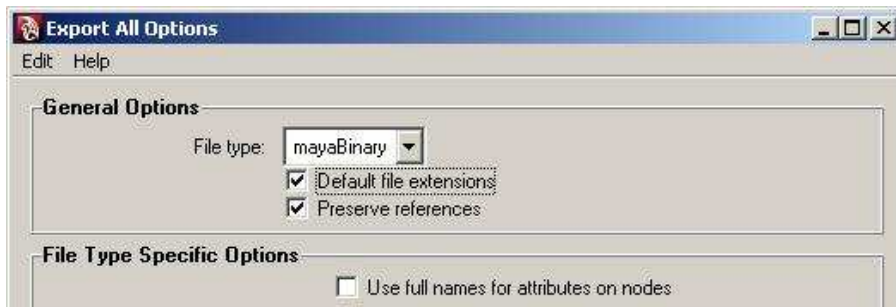 Export All Options
Edit Help
General Options
File type: mayaBinary
Default file extensions
Preserve references
File Type Specific Options
Use full names for attributes on nodes